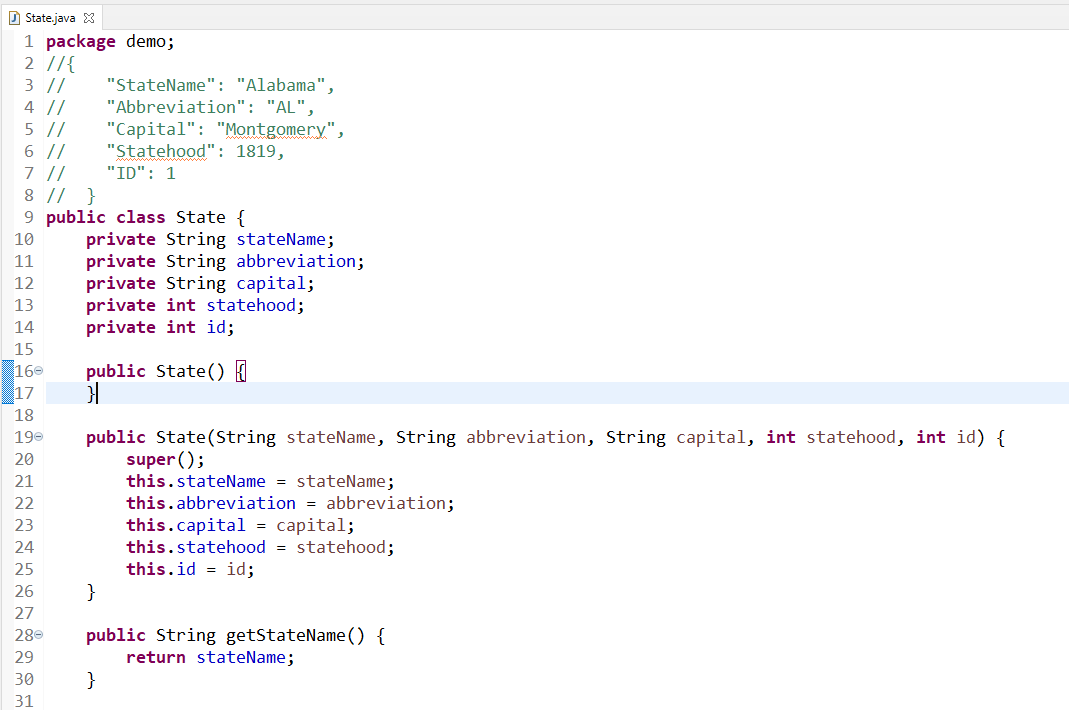 State.java
1 package demo;
2 //{
3 //    "StateName": "Alabama",
4 //    "Abbreviation": "AL",
5 //    "Capital": "Montgomery",
6 //    "Statehood": 1819,
7 //    "ID": 1
8 //  }
9 public class State {
10     private String stateName;
11     private String abbreviation;
12     private String capital;
13     private int statehood;
14     private int id;
15
16     public State() {
17     }
18
19     public State(String stateName, String abbreviation, String capital, int statehood, int id) {
20         super();
21         this.stateName = stateName;
22         this.abbreviation = abbreviation;
23         this.capital = capital;
24         this.statehood = statehood;
25         this.id = id;
26     }
27
28     public String getStateName() {
29         return stateName;
30     }
31